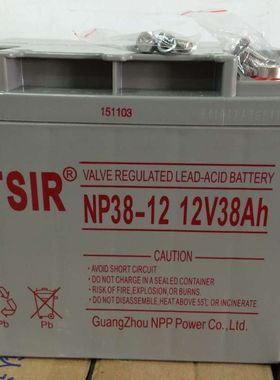 151103
TSIR®
VALVE REGULATED LEAD-ACID BATTERY
NP38-12 12V38Ah
CAUTION:
AVOID SHORT CIRCUIT
DO NOT CHARGE IN A SEALED CONTAINER
RISK OF FIRE,EXPLOSION,OR BURNS.
DO NOT DISASSEMBLE,HEAT ABOVE 55℃ OR INCINERATE
Pb
GuangZhou NPP Power Co.,Ltd.